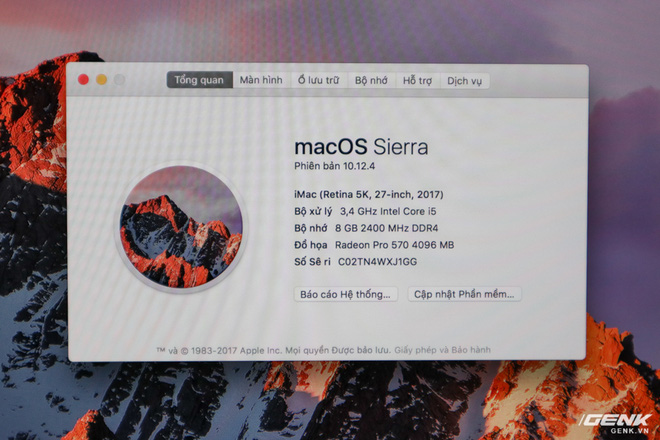 Tổng quan Màn hình Ổ lưu trữ Bộ nhớ Hỗ trợ Dịch vụ
macOS Sierra
Phiên bản 10.12.4
iMac (Retina 5K, 27-inch, 2017)
Bộ xử lý 3,4 GHz Intel Core i5
Bộ nhớ 8 GB 2400 MHz DDR4
Đồ họa Radeon Pro 570 4096 MB
Số Sê ri C02TN4WXJ1GG
Báo cáo Hệ thống... Cập nhật Phần mềm...
™ và © 1983-2017 Apple Inc. Mọi quyền Được bảo lưu. Giấy phép và Bảo hành
GENK
GENK.VN